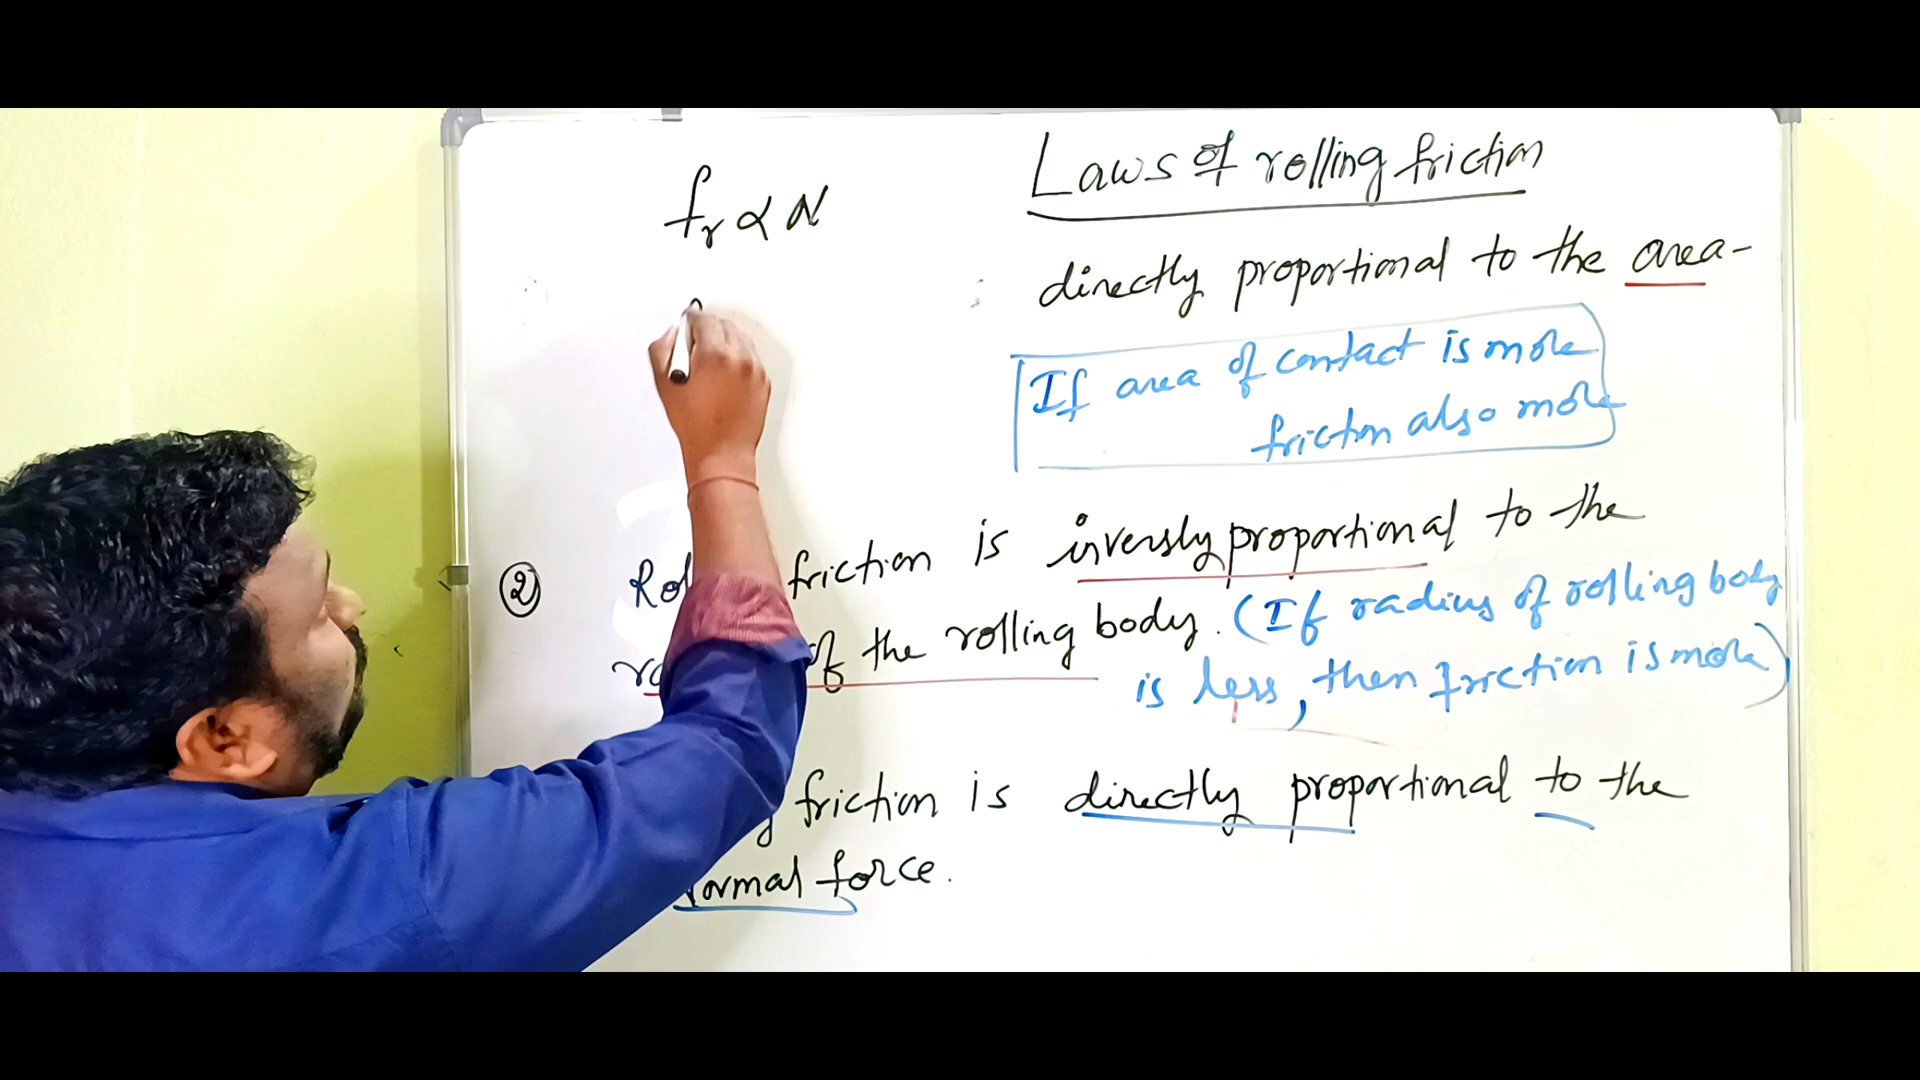 Laws of rolling friction
fr ∝ N
directly proportional to the area-
If area of contact is more
friction also more
② friction is inversly proportional to the
of the rolling body. (If radius of rolling body
is less, then friction is more)
friction is directly proportional to the
normal force.